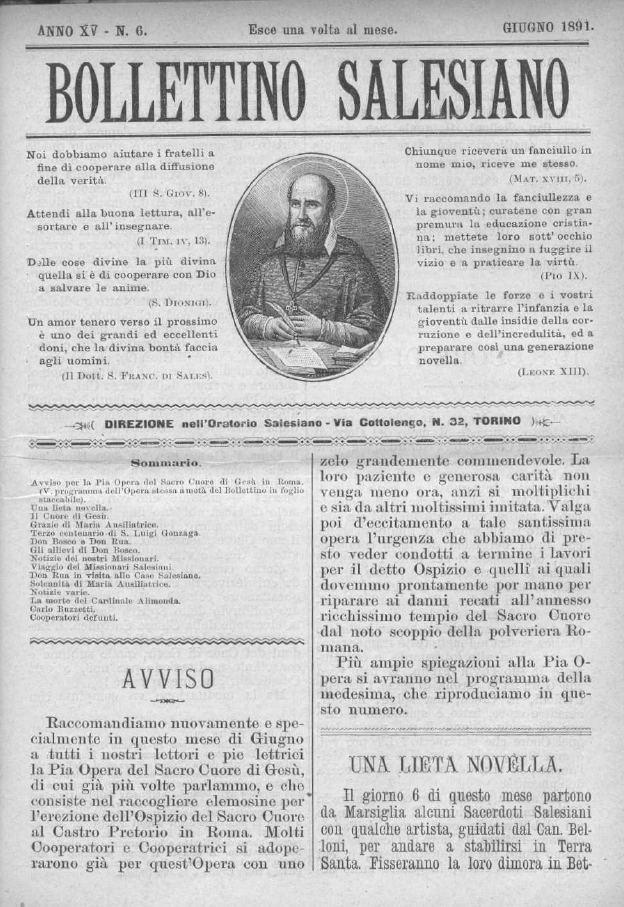 ANNO XV - N. 6.
Esce una volta al mese.
GIUGNO 1891.
BOLLETTINO SALESIANO
Noi dobbiamo aiutare i fratelli a
fine di cooperare alla diffusione
della verità.
(III S. GIOV. 8).
Attendi alla buona lettura, all'e-
sortare e all'insegnare.
(I TIM. IV, 13).
Delle cose divine la più divina
quella si è di cooperare con Dio
a salvare le anime.
(S. DIONIGI).
Un amor tenero verso il prossimo
è uno dei grandi ed eccellenti
doni, che la divina bontà faccia
agli uomini.
(Il Dott. S. FRANC. DI SALES).
Chiunque riceverà un fanciullo in
nome mio, riceve me stesso.
(MAT. XVIII, 5).
Vi raccomando la fanciullezza e
la gioventù; curatene con gran
premura la educazione cristia-
na; mettete loro sott'occhio
libri, che insegnino a fuggire il
vizio e a praticare la virtù.
(PIO IX).
Raddoppiate le forze e i vostri
talenti a ritrarre l'infanzia e la
gioventù dalle insidie della cor-
ruzione e dell'incredulità, ed a
preparare così una generazione
novella.
(LEONE XIII).
DIREZIONE nell'Oratorio Salesiano - Via Cottolengo, N. 32, TORINO
Sommario.
Avviso per la Pia Opera del Sacro Cuore di Gesù in Roma.
(V. programma dell'Opera stessa a metà del Bollettino in foglio
staccabile).
Una lieta novella.
Il Cuore di Gesù.
Grazie di Maria Ausiliatrice.
Terzo centenario di S. Luigi Gonzaga.
Don Bosco e Don Rua.
Gli allievi di Don Bosco.
Notizie dei nostri Missionari.
Viaggio dei Missionari Salesiani.
Don Rua in visita alle Case Salesiane.
Solennità di Maria Ausiliatrice.
Notizie varie.
La morte del Cardinale Alimonda.
Carlo Buzzetti.
Cooperatori defunti.
AVVISO
Raccomandiamo nuovamente e spe-
cialmente in questo mese di Giugno
a tutti i nostri lettori e pie lettrici
la Pia Opera del Sacro Cuore di Gesù,
di cui già più volte parlammo, e che
consiste nel raccogliere elemosine per
l'erezione dell'Ospizio del Sacro Cuore
al Castro Pretorio in Roma. Molti
Cooperatori e Cooperatrici si adope-
rarono già per quest'Opera con uno
zelo grandemente commendevole. La
loro paziente e generosa carità non
venga meno ora, anzi si moltiplichi
e sia da altri moltissimi imitata. Valga
poi d'eccitamento a tale santissima
opera l'urgenza che abbiamo di pre-
sto veder condotti a termine i lavori
per il detto Ospizio e quelli ai quali
dovemmo prontamente por mano per
riparare ai danni recati all'annesso
ricchissimo tempio del Sacro Cuore
dal noto scoppio della polveriera Ro-
mana.
Più ampie spiegazioni alla Pia O-
pera si avranno nel programma della
medesima, che riproduciamo in que-
sto numero.
UNA LIETA NOVELLA.
Il giorno 6 di questo mese partono
da Marsiglia alcuni Sacerdoti Salesiani
con qualche artista, guidati dal Can. Bel-
loni, per andare a stabilirsi in Terra
Santa. Fisseranno la loro dimora in Bet-